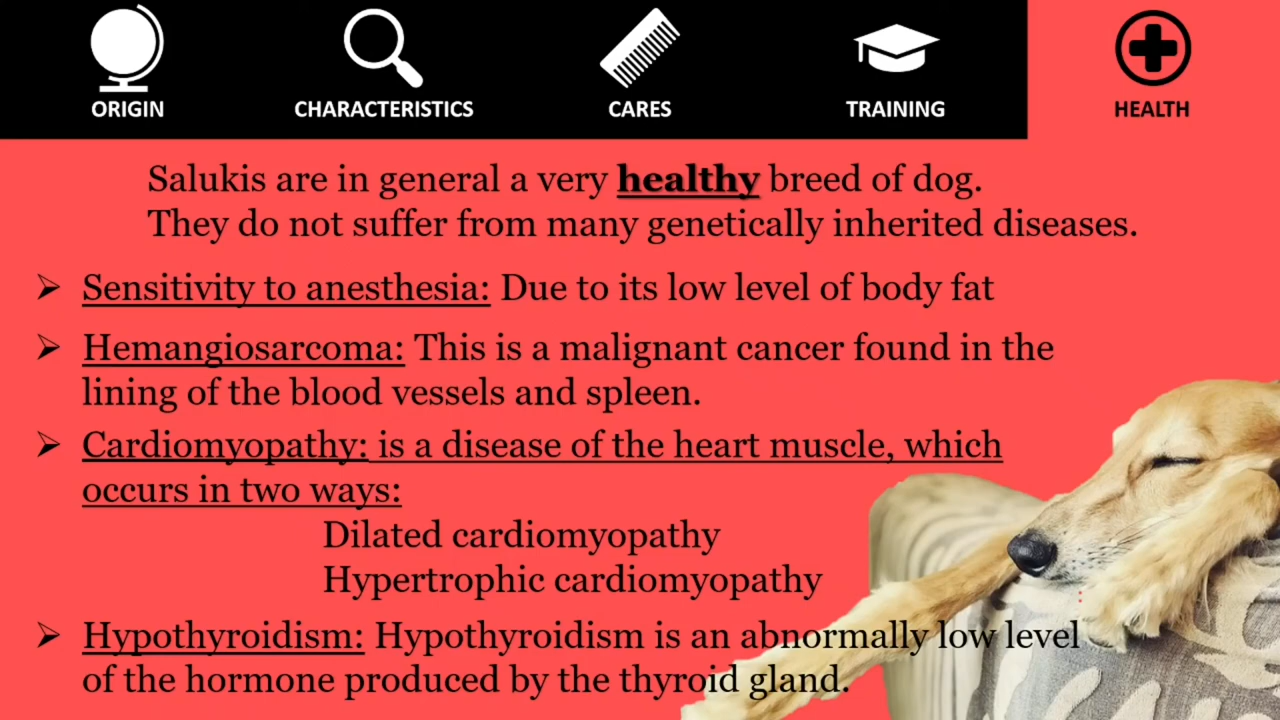 ORIGIN
CHARACTERISTICS
CARES
TRAINING
HEALTH
Salukis are in general a very healthy breed of dog.
They do not suffer from many genetically inherited diseases.
➢ Sensitivity to anesthesia: Due to its low level of body fat
➢ Hemangiosarcoma: This is a malignant cancer found in the
lining of the blood vessels and spleen.
➢ Cardiomyopathy: is a disease of the heart muscle, which
occurs in two ways:
Dilated cardiomyopathy
Hypertrophic cardiomyopathy
➢ Hypothyroidism: Hypothyroidism is an abnormally low level
of the hormone produced by the thyroid gland.